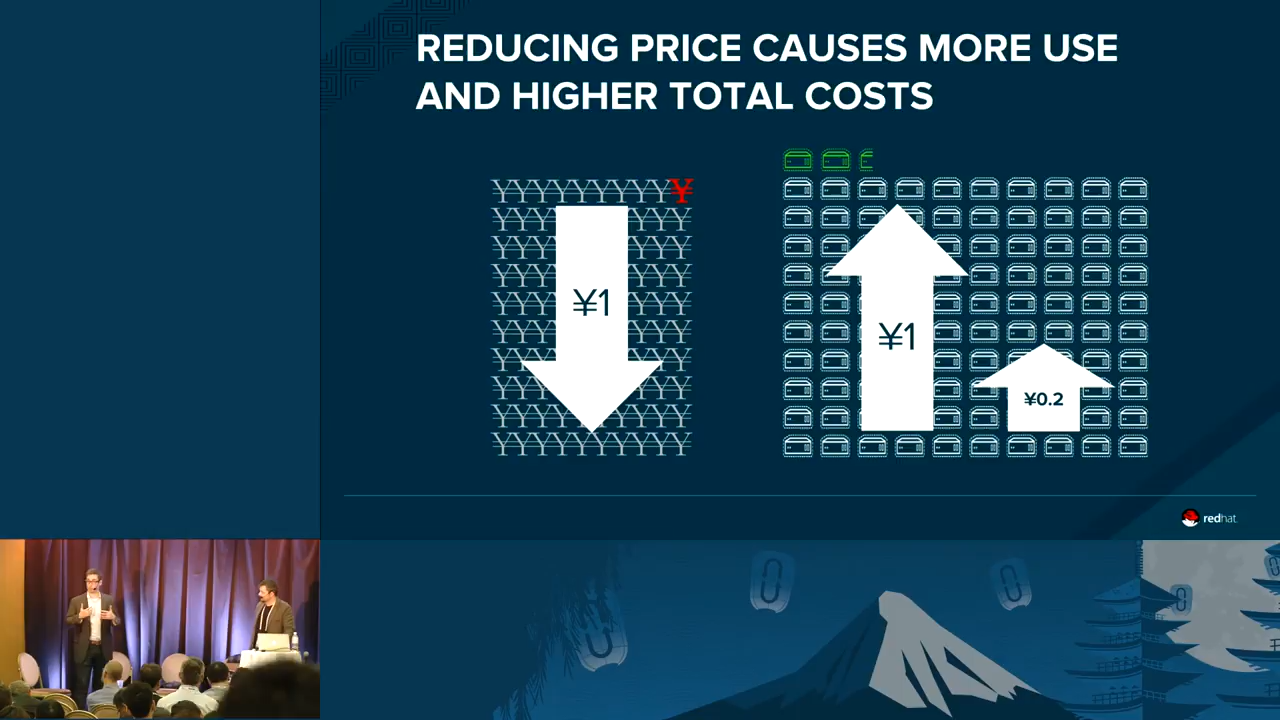 REDUCING PRICE CAUSES MORE USE
AND HIGHER TOTAL COSTS
¥1
¥1
¥0.2
redhat.